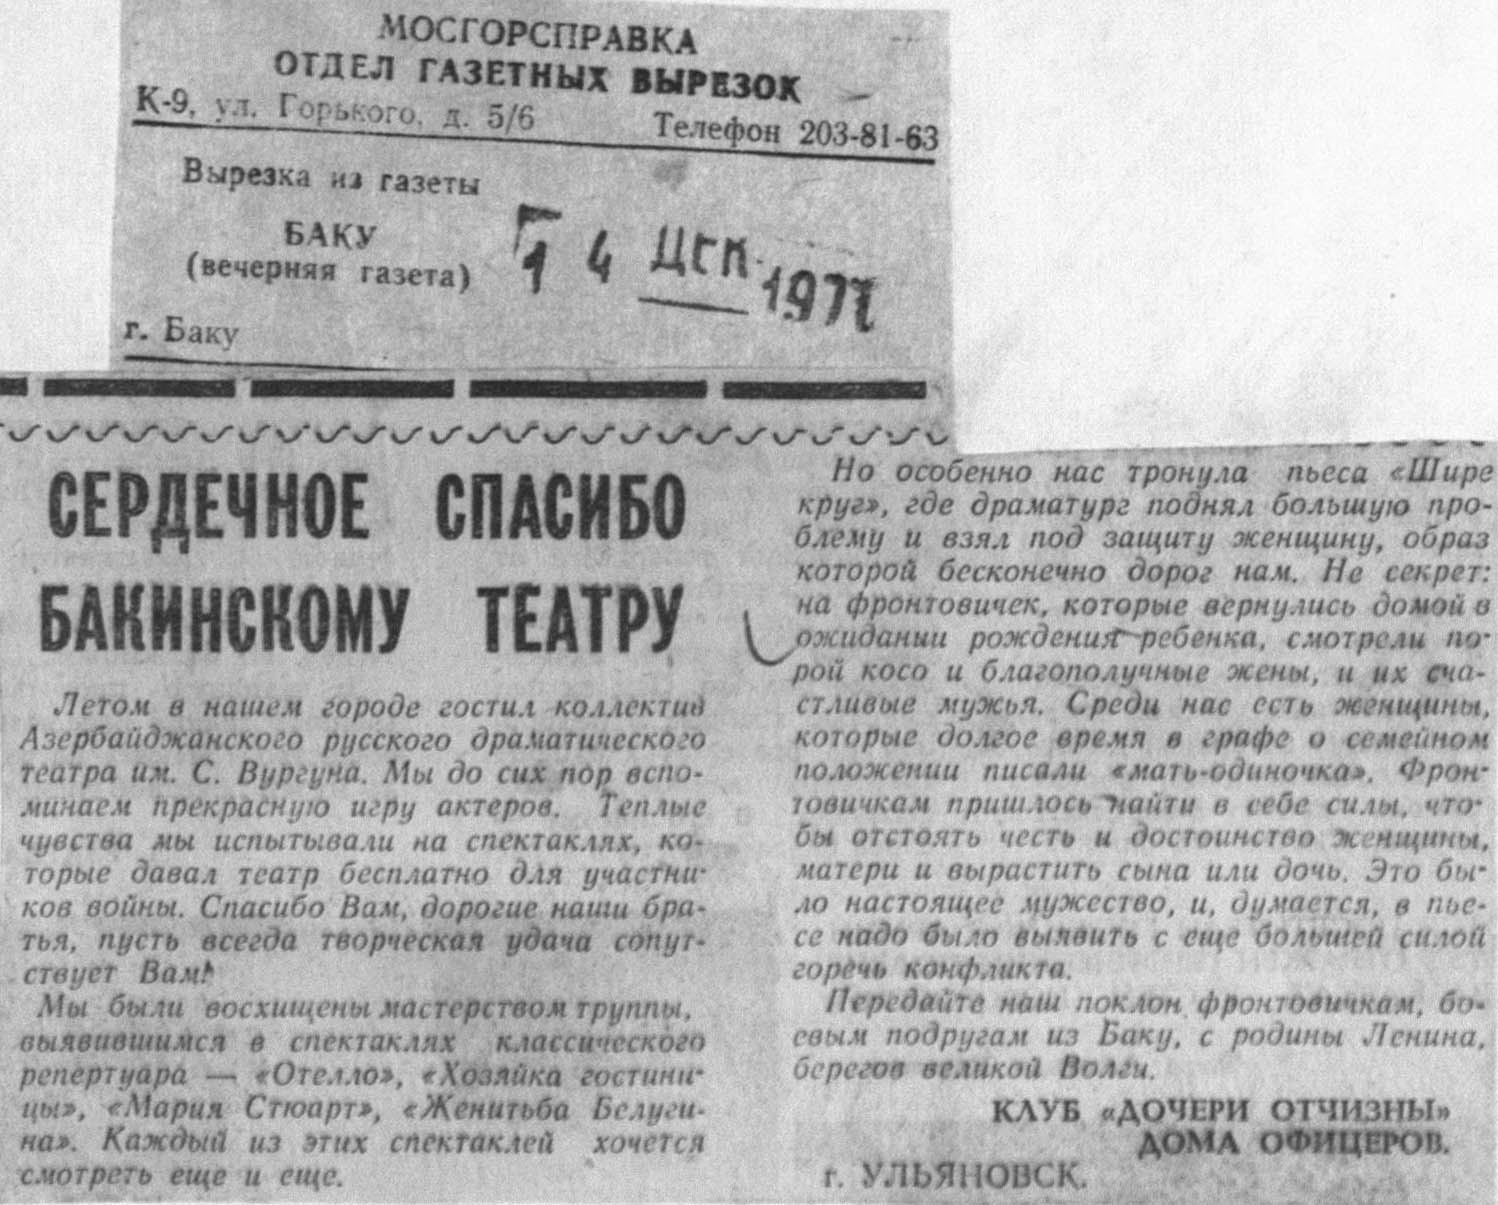 МОСГОРСПРАВКА
ОТДЕЛ ГАЗЕТНЫХ ВЫРЕЗОК
К-9, ул. Горького, д. 5/6 Телефон 203-81-63
Вырезка из газеты
БАКУ
(вечерняя газета)
14 ДЕК 1977
г. Баку
СЕРДЕЧНОЕ СПАСИБО
БАКИНСКОМУ ТЕАТРУ
Летом в нашем городе гостил коллектив
Азербайджанского русского драматического
театра им. С. Вургуна. Мы до сих пор вспо-
минаем прекрасную игру актеров. Теплые
чувства мы испытывали на спектаклях, ко-
торые давал театр бесплатно для участни-
ков войны. Спасибо Вам, дорогие наши бра-
тья, пусть всегда творческая удача сопут-
ствует Вам!
Мы были восхищены мастерством труппы,
выявившимся в спектаклях классического
репертуара — «Отелло», «Хозяйка гостини-
цы», «Мария Стюарт», «Женитьба Белуги-
на». Каждый из этих спектаклей хочется
смотреть еще и еще.
Но особенно нас тронула пьеса «Шире
круг», где драматург поднял большую про-
блему и взял под защиту женщину, образ
которой бесконечно дорог нам. Не секрет:
на фронтовичек, которые вернулись домой в
ожидании рождения ребенка, смотрели по-
рой косо и благополучные жены, и их сча-
стливые мужья. Среди нас есть женщины,
которые долгое время в графе о семейном
положении писали «мать-одиночка». Фрон-
товичкам пришлось найти в себе силы, что-
бы отстоять честь и достоинство женщины,
матери и вырастить сына или дочь. Это бы-
ло настоящее мужество, и, думается, в пье-
се надо было выявить с еще большей силой
горечь конфликта.
Передайте наш поклон фронтовичкам, бо-
евым подругам из Баку, с родины Ленина,
берегов великой Волги.
КЛУБ «ДОЧЕРИ ОТЧИЗНЫ»
ДОМА ОФИЦЕРОВ.
г. УЛЬЯНОВСК.